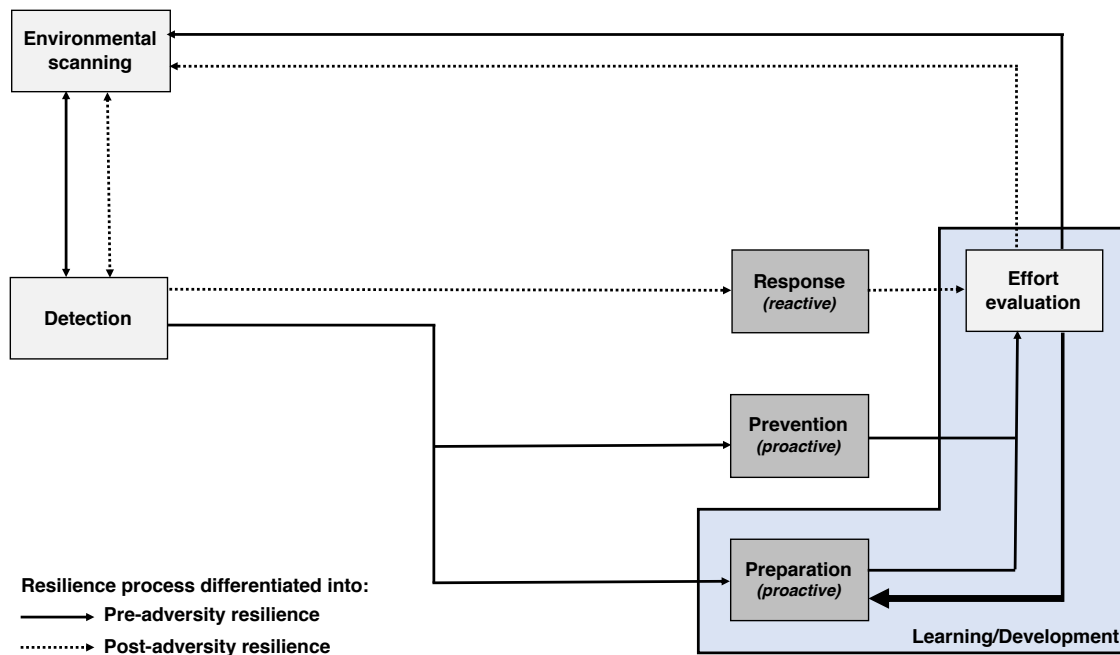 Environmental
scanning
Detection
Response
(reactive)
Effort
evaluation
Prevention
(proactive)
Preparation
(proactive)
Learning/Development
Resilience process differentiated into:
Pre-adversity resilience
Post-adversity resilience